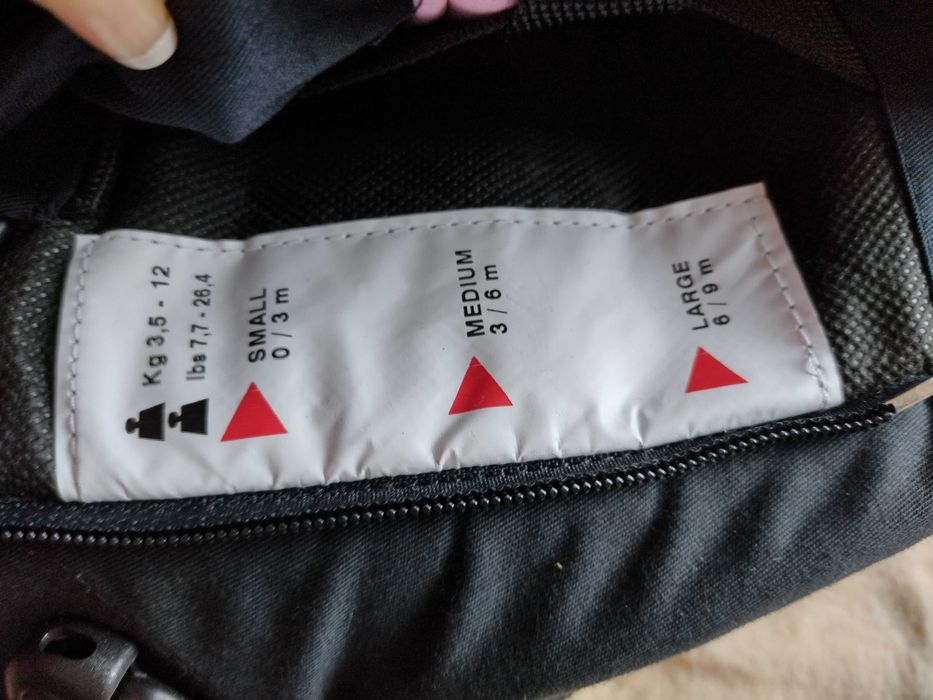 Kg 3,5 - 12
lbs 7,7 - 26,4
SMALL
0 / 3 m
MEDIUM
3 / 6 m
LARGE
6 / 9 m